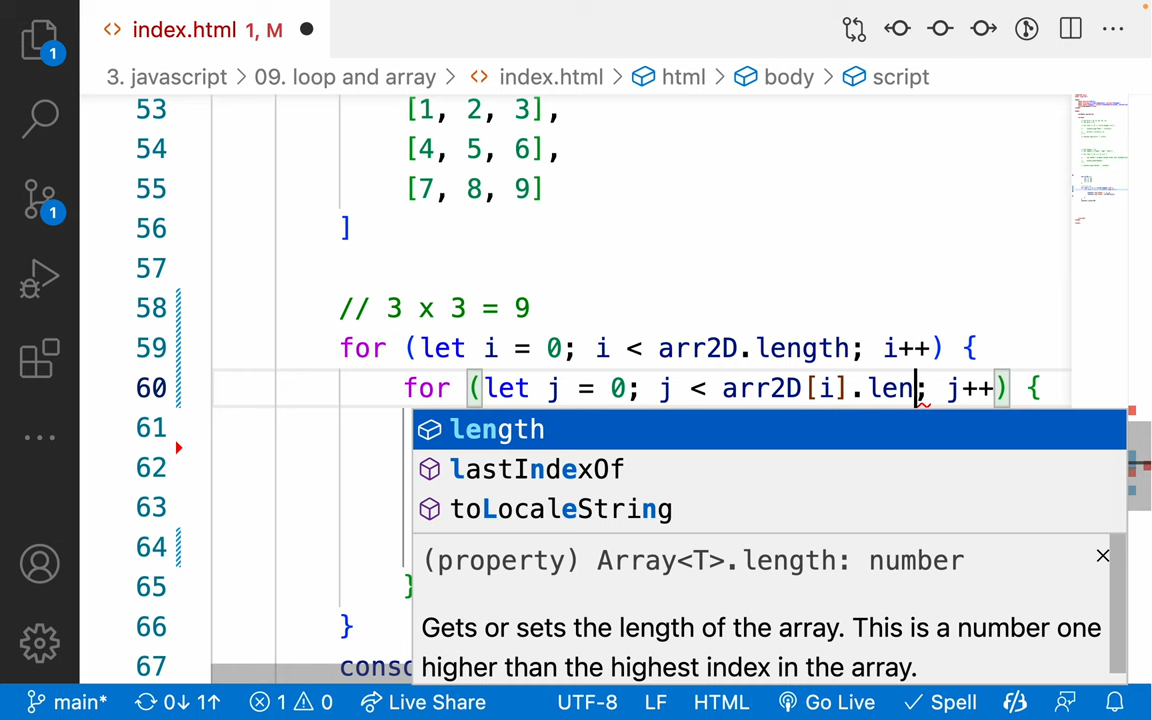 index.html 1, M
3. javascript > 09. loop and array > index.html > html > body > script
53 [1, 2, 3],
54 [4, 5, 6],
55 [7, 8, 9]
56 ]
57
58 // 3 x 3 = 9
59 for (let i = 0; i < arr2D.length; i++) {
60 for (let j = 0; j < arr2D[i].len; j++) {
61
62
63
64
65 }
66 }
67 conso
length
lastIndexOf
toLocaleString
(property) Array<T>.length: number
Gets or sets the length of the array. This is a number one
higher than the highest index in the array.
1
1
main* 0↓ 1↑ 1 0 Live Share UTF-8 LF HTML Go Live Spell